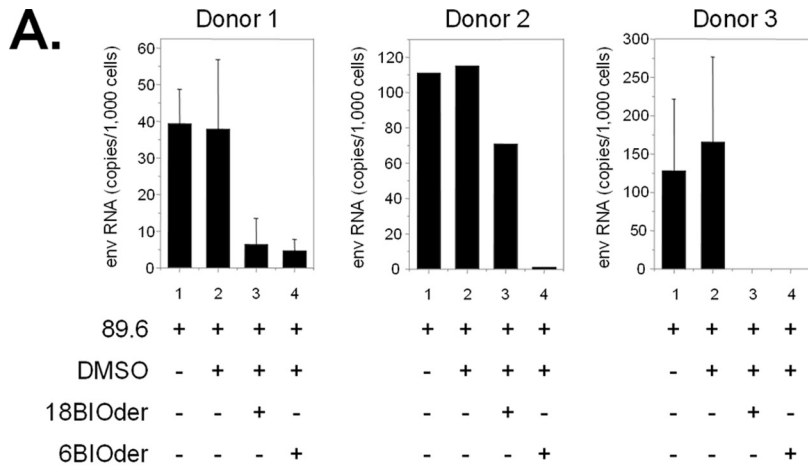 A.
Donor 1 Donor 2 Donor 3
env RNA (copies/1,000 cells)
60
50
40
30
20
10
0
env RNA (copies/1,000 cells)
120
100
80
60
40
20
0
env RNA (copies/1,000 cells)
300
250
200
150
100
50
0
1 2 3 4 1 2 3 4 1 2 3 4
89.6 + + + + + + + + + + + +
DMSO - + + + - + + + - + + +
18BIOder - - + - - - + - - - + -
6BIOder - - - + - - - + - - - +